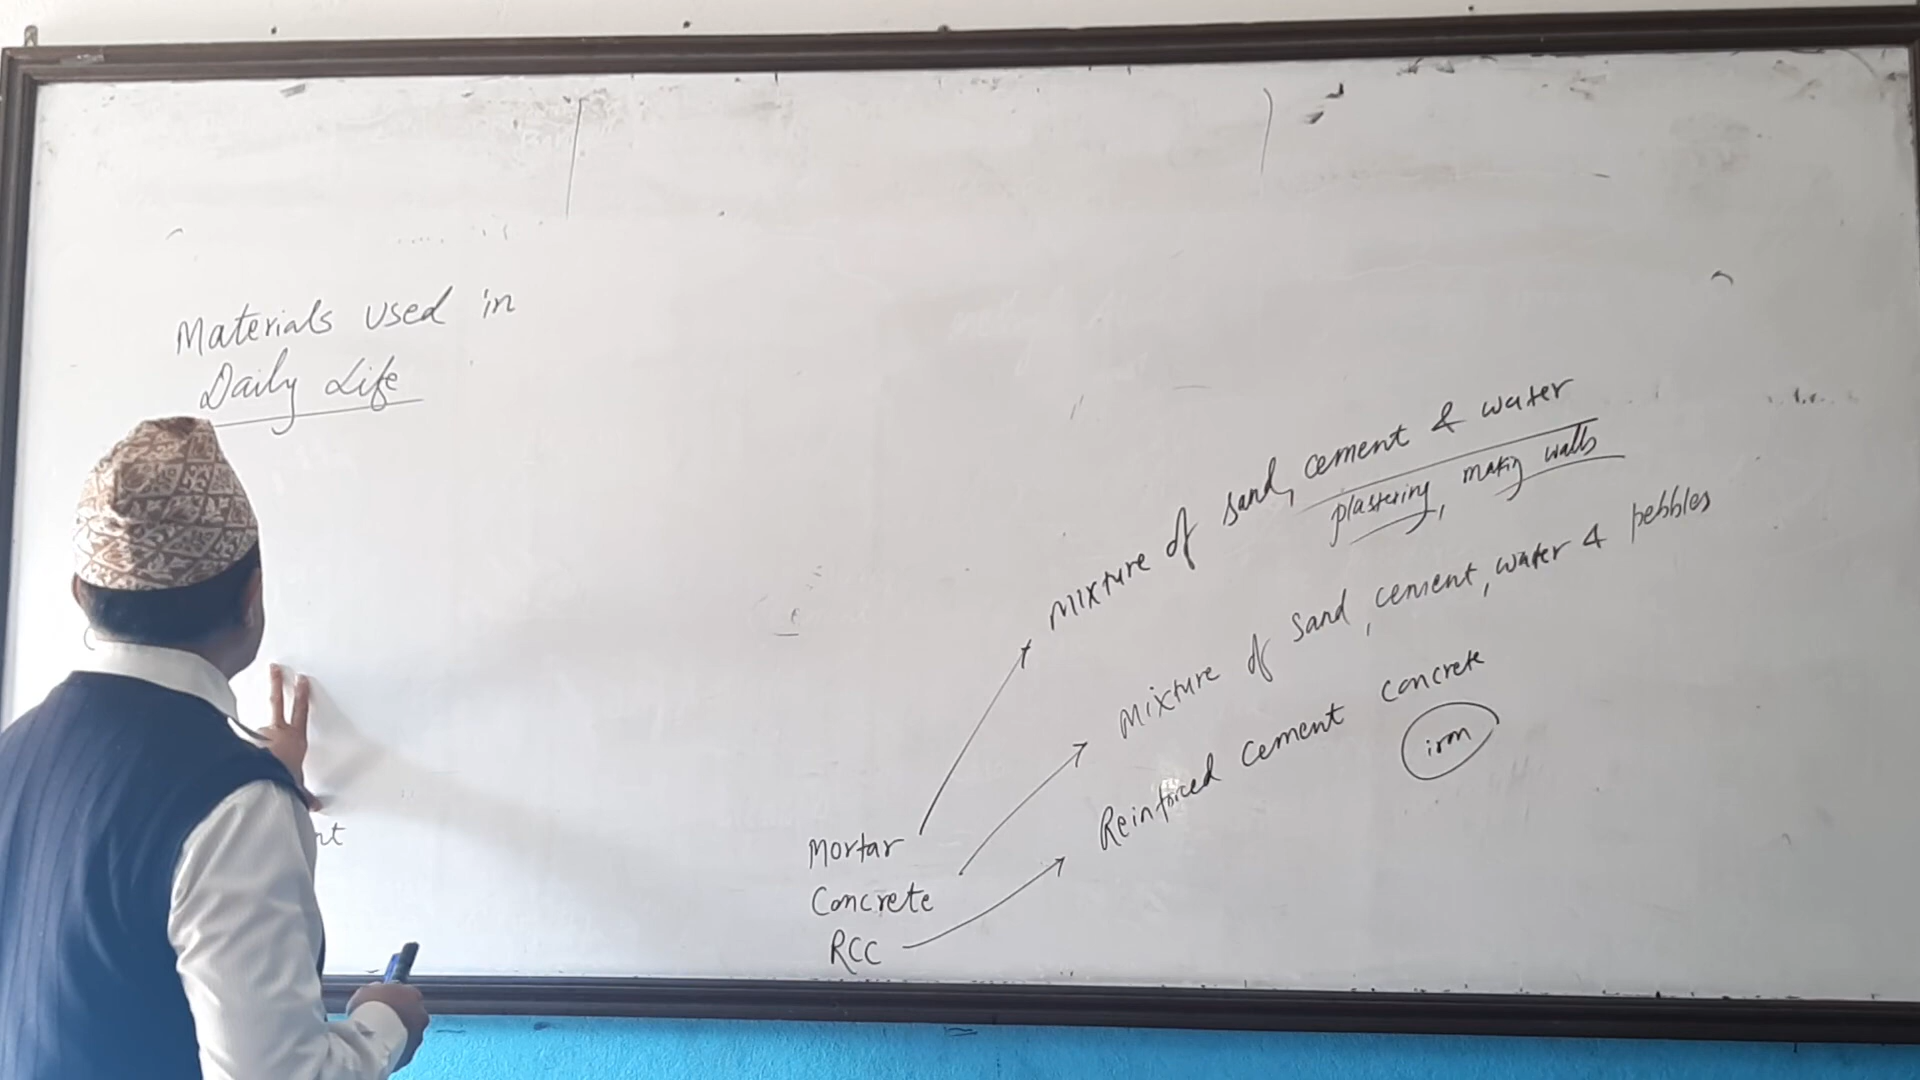 Materials used in
Daily Life
Mixture of sand, cement & water
plastering, making walls
Mixture of sand, cement, water & pebbles
Reinforced cement concrete
iron
nt
Mortar
Concrete
RCC